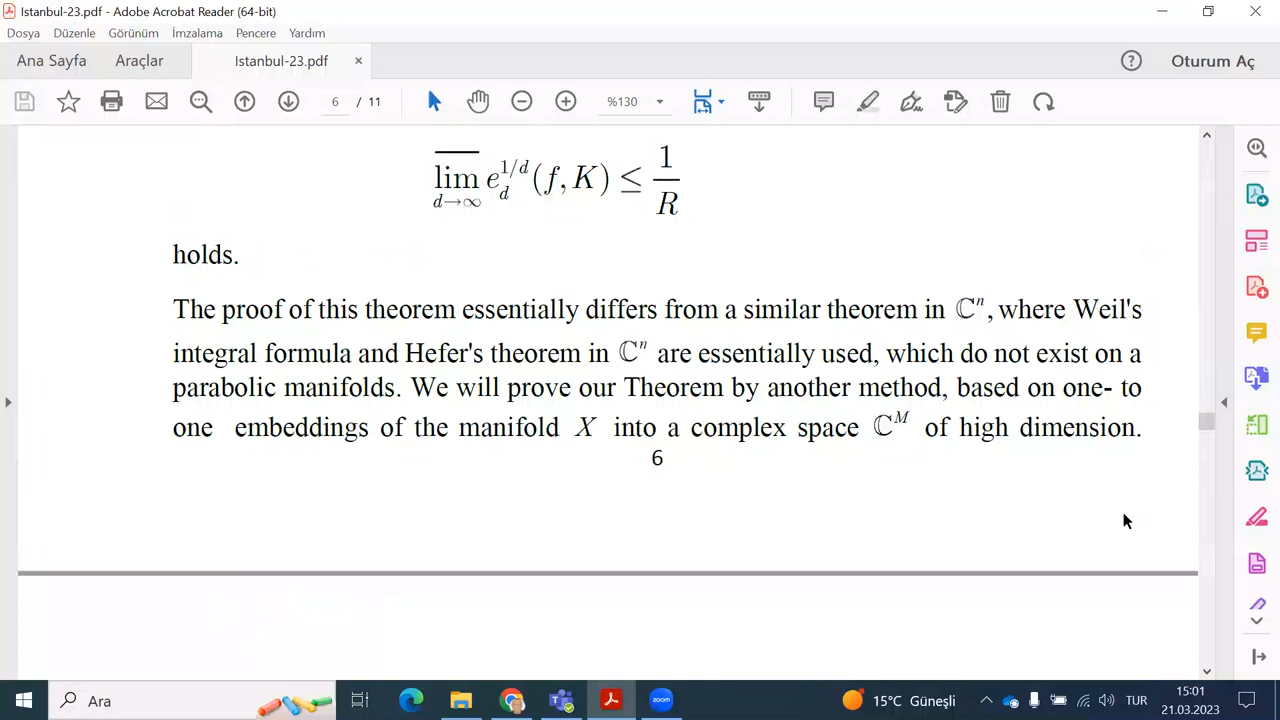 Istanbul-23.pdf - Adobe Acrobat Reader (64-bit)
Dosya Düzenle Görünüm İmzalama Pencere Yardım
Ana Sayfa Araçlar Istanbul-23.pdf × Oturum Aç
6 / 11 %130
lim d→∞ e_d^{1/d} (f, K) ≤ 1/R
holds.
The proof of this theorem essentially differs from a similar theorem in ℂⁿ, where Weil's
integral formula and Hefer's theorem in ℂⁿ are essentially used, which do not exist on a
parabolic manifolds. We will prove our Theorem by another method, based on one- to
one embeddings of the manifold X into a complex space ℂᴹ of high dimension.
6
Ara zoom 15°C Güneşli TUR 15:01
21.03.2023